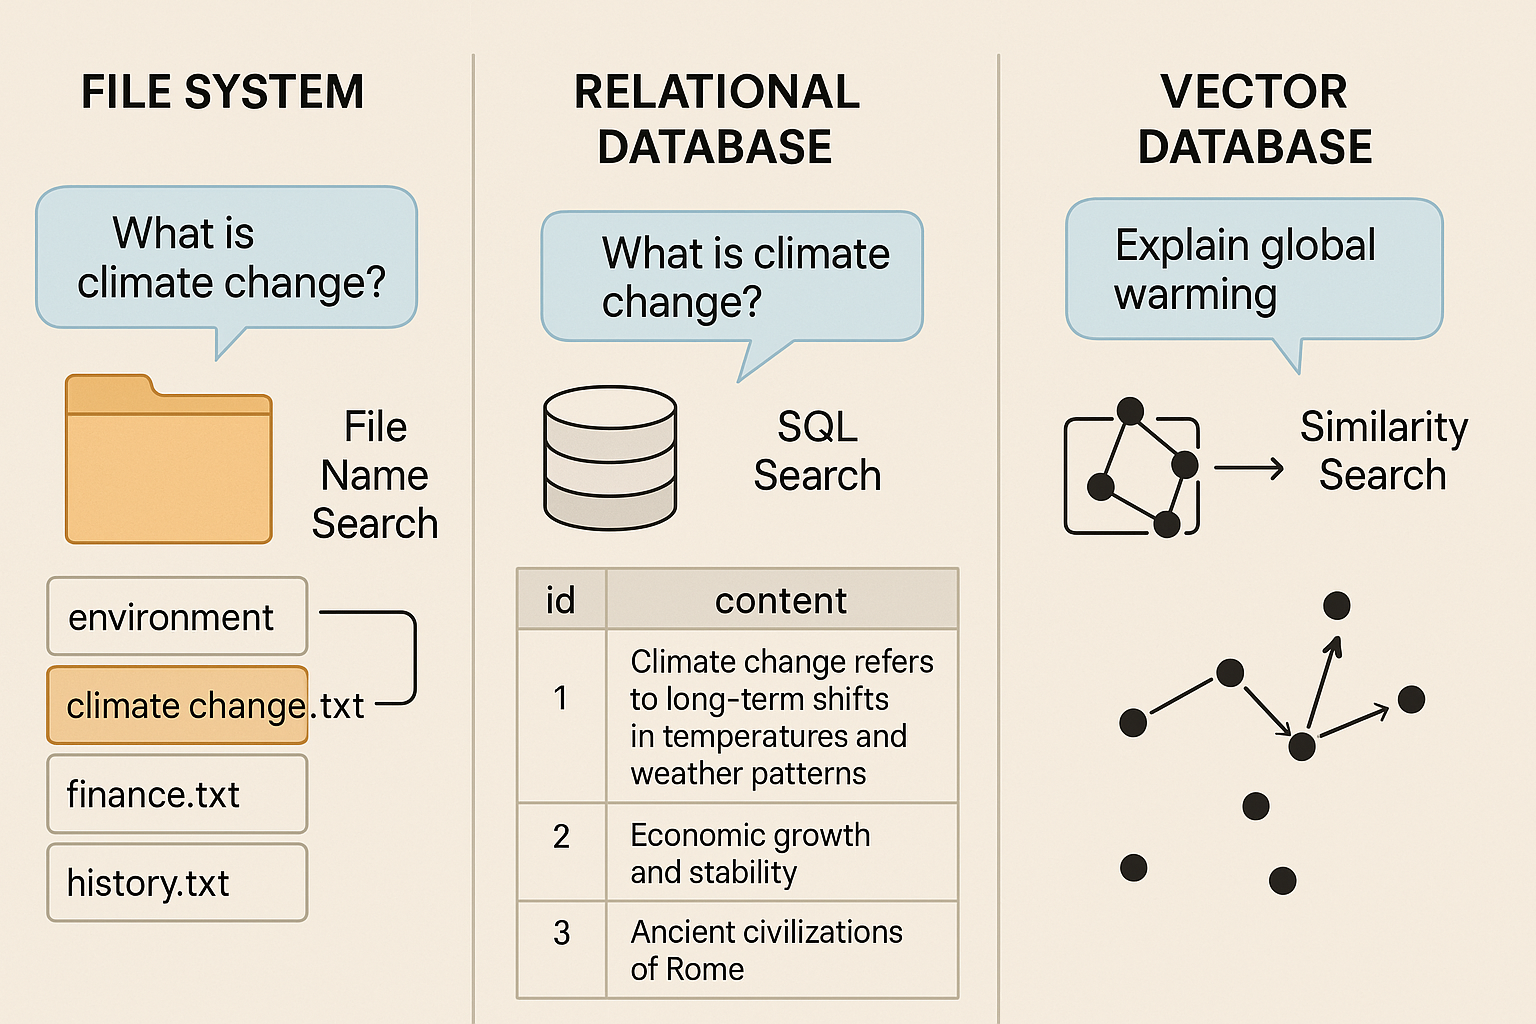 FILE SYSTEM
What is
climate change?
File
Name
Search
environment
climate change.txt
finance.txt
history.txt
RELATIONAL
DATABASE
What is climate
change?
SQL
Search
id content
1 Climate change refers
to long-term shifts
in temperatures and
weather patterns
2 Economic growth
and stability
3 Ancient civilizations
of Rome
VECTOR
DATABASE
Explain global
warming
Similarity
Search